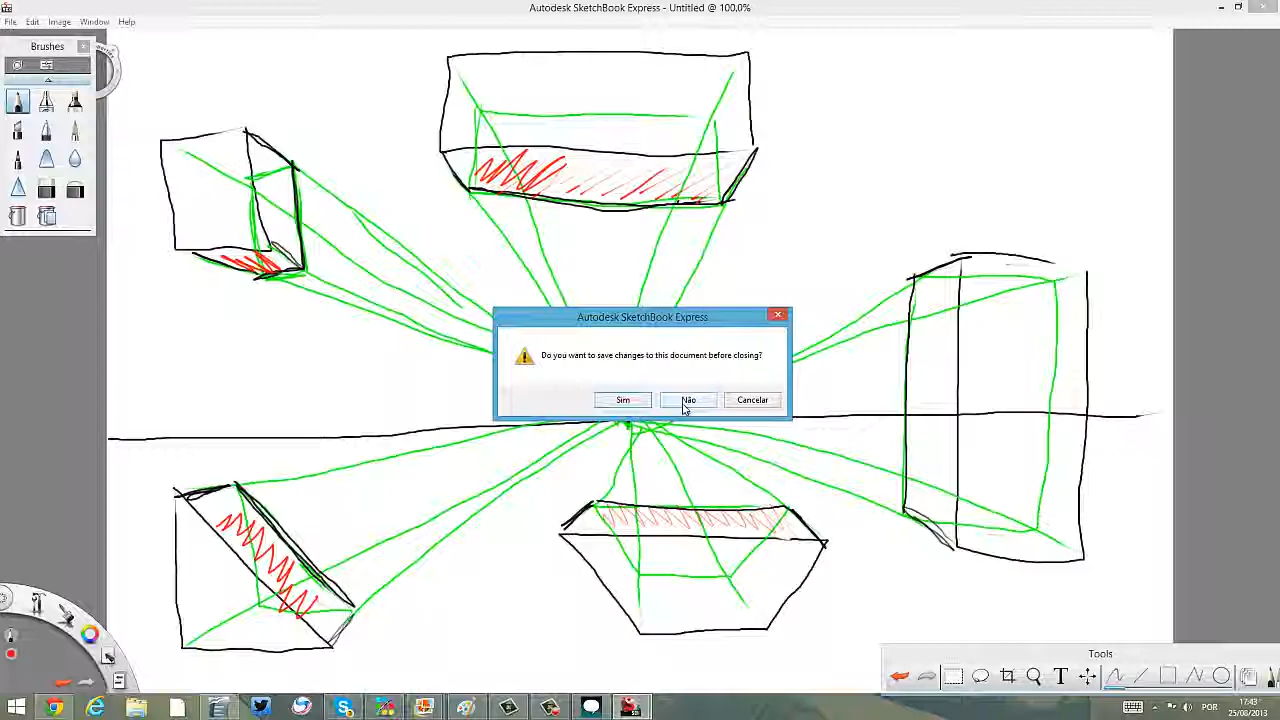 Autodesk SketchBook Express - Untitled @ 100.0%
File Edit Image Window Help
Brushes
Autodesk SketchBook Express
Do you want to save changes to this document before closing?
Sim Não Cancelar
Tools
T
POR
17:43
25/08/2013